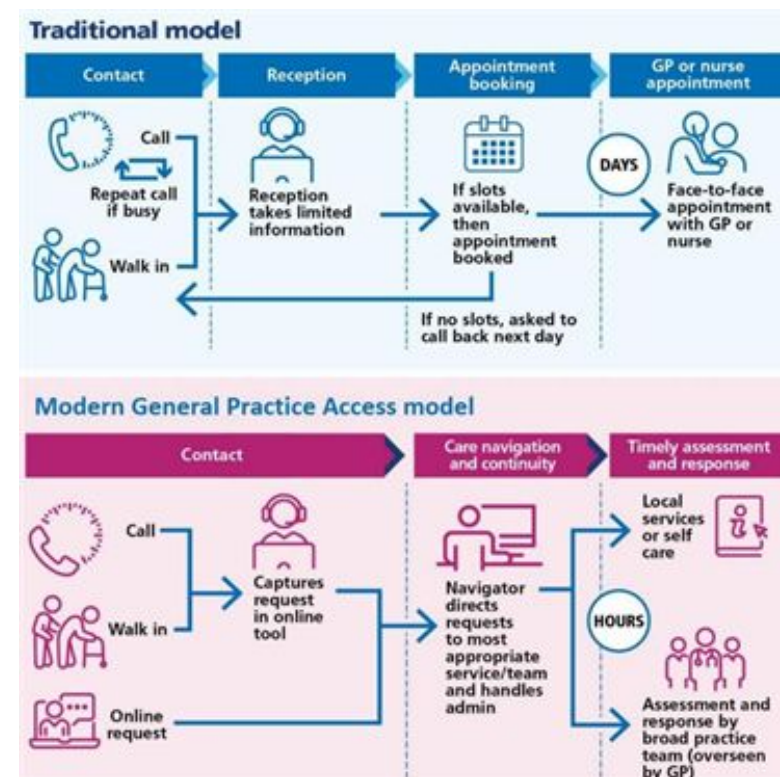 Traditional model
Contact
Reception
Appointment
booking
GP or nurse
appointment
Call
Repeat call
if busy
Walk in
Reception
takes limited
information
If slots
available,
then
appointment
booked
If no slots, asked to
call back next day
DAYS
Face-to-face
appointment
with GP or
nurse
Modern General Practice Access model
Contact
Care navigation
and continuity
Timely assessment
and response
Call
Walk in
Online
request
Captures
request
in online
tool
Navigator
directs
requests
to most
appropriate
service/team
and handles
admin
Local
services
or self
care
HOURS
Assessment and
response by
broad practice
team (overseen
by GP)